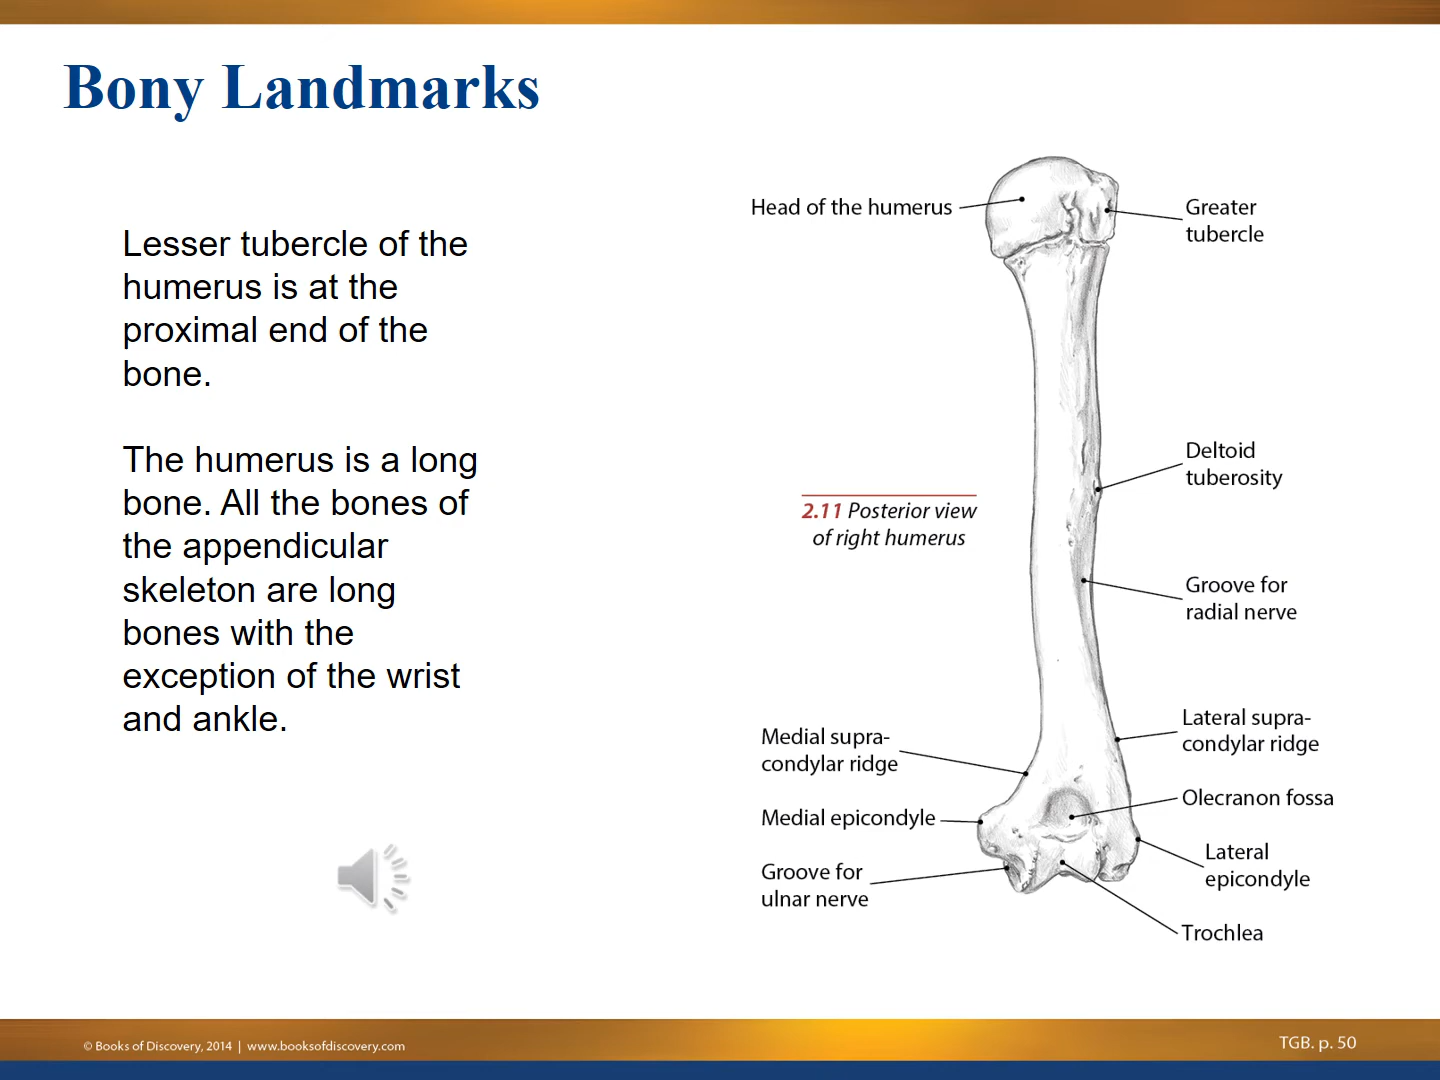 Bony Landmarks
Lesser tubercle of the
humerus is at the
proximal end of the
bone.
The humerus is a long
bone. All the bones of
the appendicular
skeleton are long
bones with the
exception of the wrist
and ankle.
Head of the humerus
Greater
tubercle
Deltoid
tuberosity
2.11 Posterior view
of right humerus
Groove for
radial nerve
Lateral supra-
condylar ridge
Medial supra-
condylar ridge
Olecranon fossa
Medial epicondyle
Lateral
epicondyle
Groove for
ulnar nerve
Trochlea
© Books of Discovery, 2014 | www.booksofdiscovery.com
TGB. p. 50